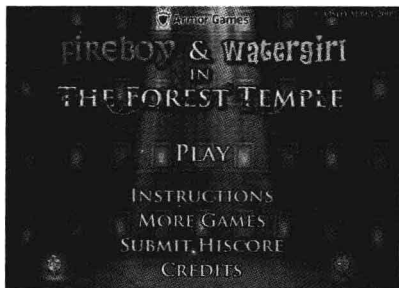 Armor Games
FIREBOY & WATERGIRL
IN
THE FOREST TEMPLE
PLAY
INSTRUCTIONS
MORE GAMES
SUBMIT HISCORE
CREDITS